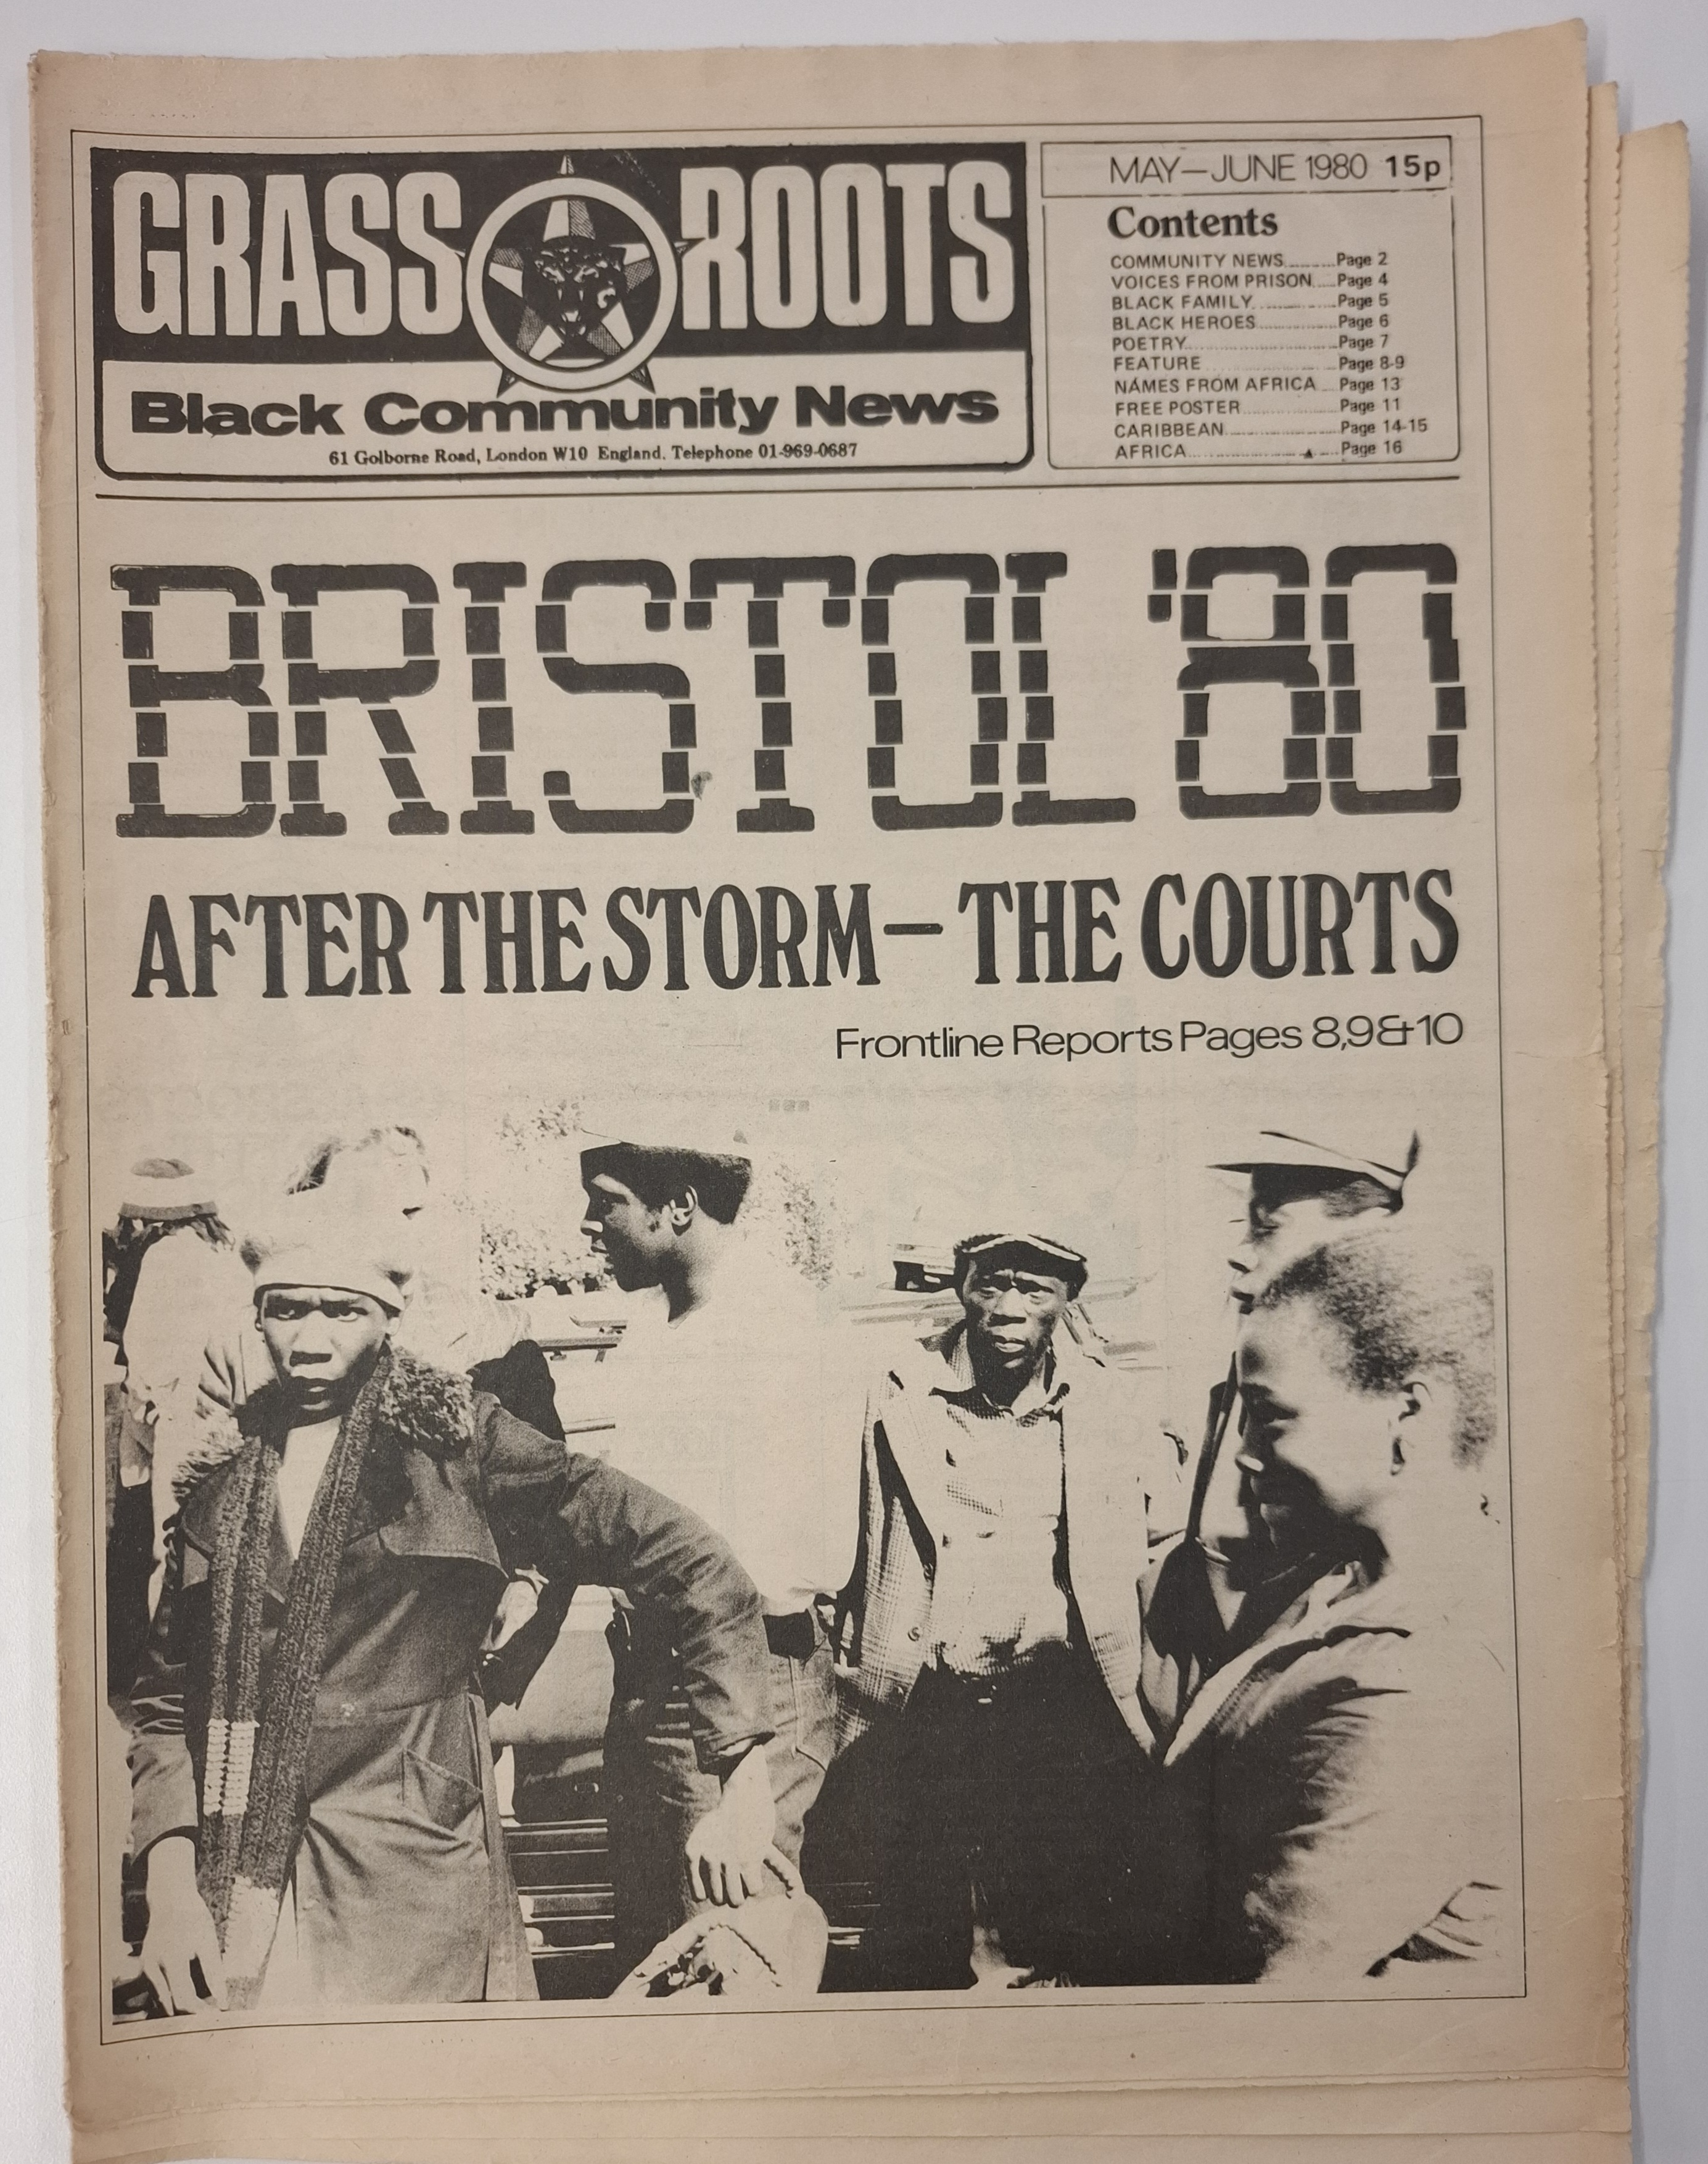 GRASS ROOTS
Black Community News
61 Golborne Road, London W10 England. Telephone 01-969-0687
MAY—JUNE 1980 15p
Contents
COMMUNITY NEWS..........Page 2
VOICES FROM PRISON.....Page 4
BLACK FAMILY...............Page 5
BLACK HEROES...............Page 6
POETRY...........................Page 7
FEATURE........................Page 8-9
NAMES FROM AFRICA....Page 13
FREE POSTER..................Page 11
CARIBBEAN.....................Page 14-15
AFRICA...........................Page 16
BRISTOL '80
AFTER THE STORM — THE COURTS
Frontline Reports Pages 8,9&10